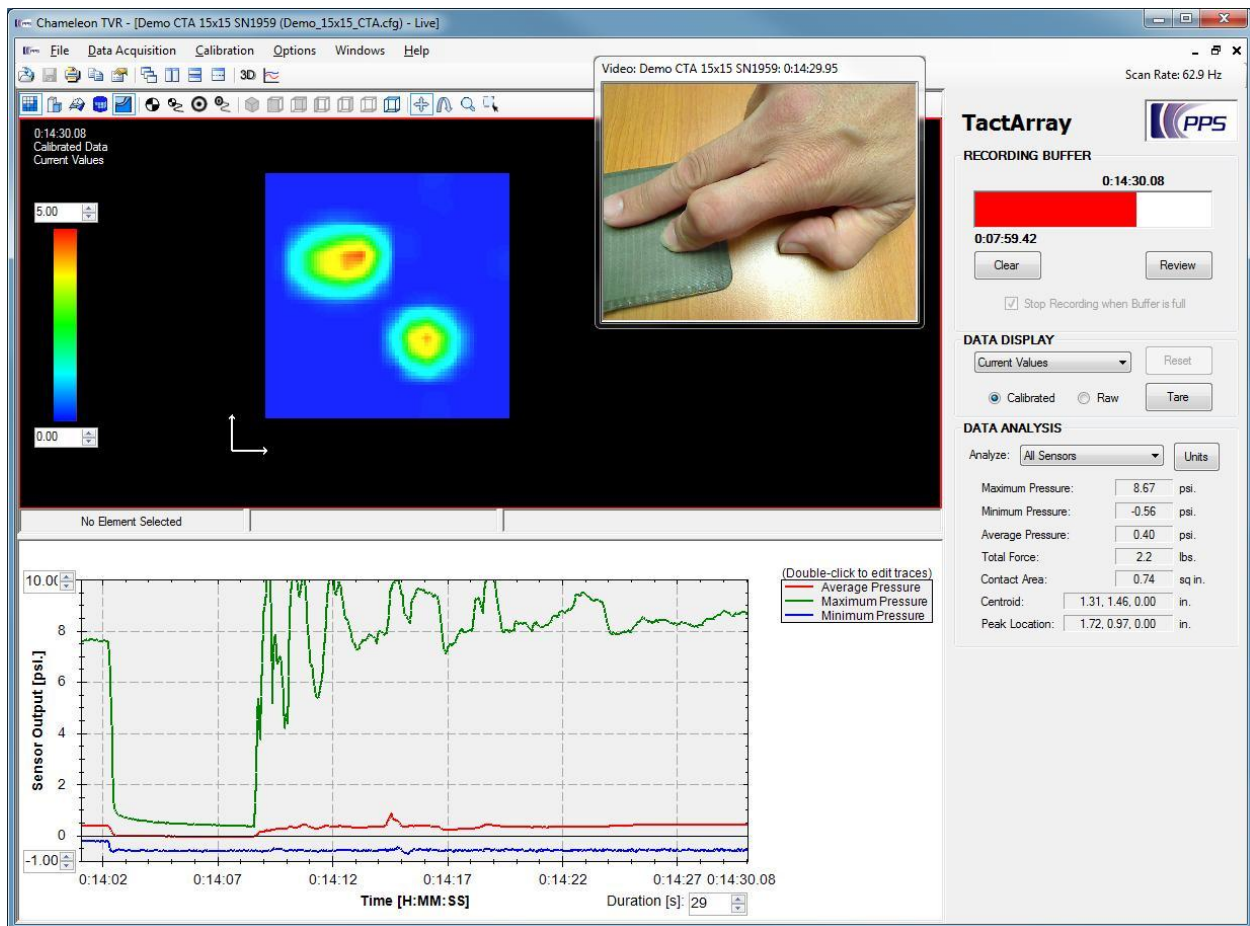 Chameleon TVR - [Demo CTA 15x15 SN1959 (Demo_15x15_CTA.cfg) - Live]
File Data Acquisition Calibration Options Windows Help
3D
Scan Rate: 62.9 Hz
Video: Demo CTA 15x15 SN1959: 0:14:29.95
0:14:30.08
Calibrated Data
Current Values
5.00
0.00
No Element Selected
TactArray
PPS
RECORDING BUFFER
0:14:30.08
0:07:59.42
Clear Review
Stop Recording when Buffer is full
DATA DISPLAY
Current Values Reset
Calibrated Raw Tare
DATA ANALYSIS
Analyze: All Sensors Units
Maximum Pressure: 8.67 psi.
Minimum Pressure: -0.56 psi.
Average Pressure: 0.40 psi.
Total Force: 2.2 lbs.
Contact Area: 0.74 sq in.
Centroid: 1.31, 1.46, 0.00 in.
Peak Location: 1.72, 0.97, 0.00 in.
(Double-click to edit traces)
Average Pressure
Maximum Pressure
Minimum Pressure
Sensor Output [psi.]
10.00
8
6
4
2
0
-1.00
0:14:02 0:14:07 0:14:12 0:14:17 0:14:22 0:14:27 0:14:30.08
Time [H:MM:SS]
Duration [s]: 29